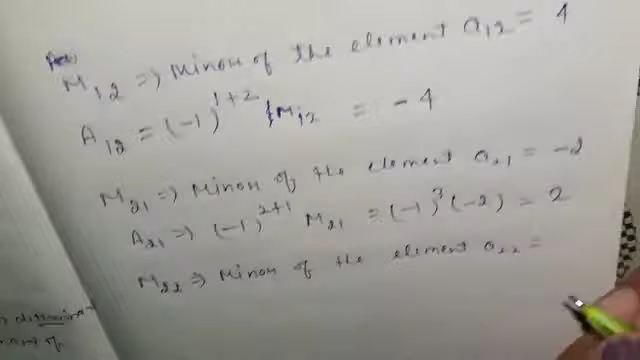 M₁₂ ⇒ Minor of the element a₁₂ = 4
A₁₂ = (-1)¹⁺² M₁₂ = -4
M₂₁ ⇒ Minor of the element a₂₁ = -2
A₂₁ ⇒ (-1)²⁺¹ M₂₁ = (-1)³(-2) = 2
M₂₂ ⇒ Minor of the element a₂₂ =